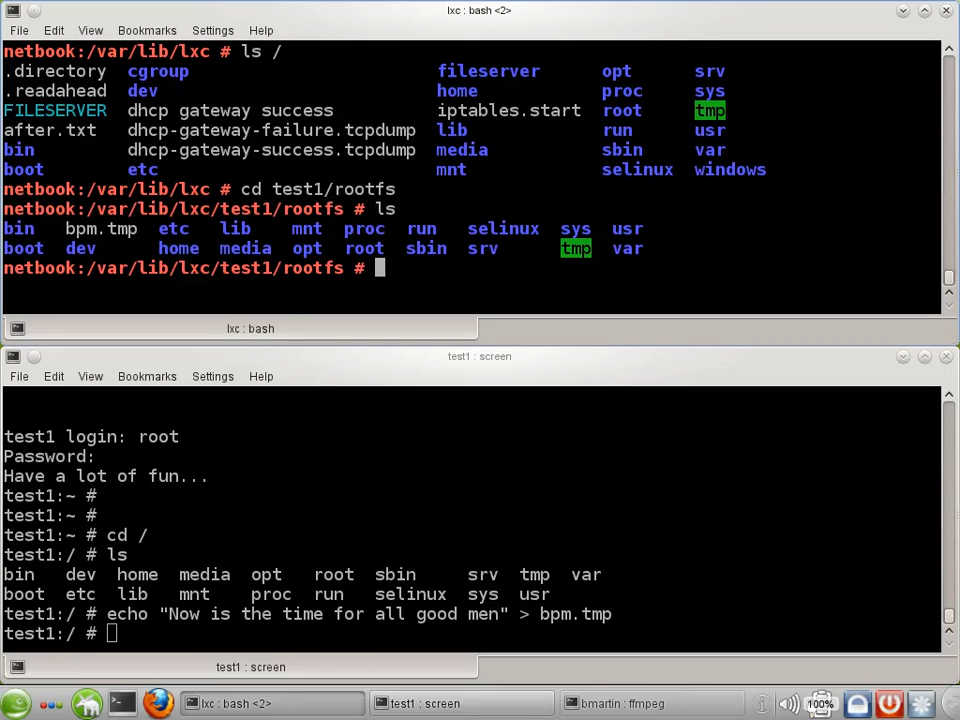 lxc : bash <2>
File Edit View Bookmarks Settings Help
netbook:/var/lib/lxc # ls /
.directory cgroup fileserver opt srv
.readahead dev home proc sys
FILESERVER dhcp gateway success iptables.start root tmp
after.txt dhcp-gateway-failure.tcpdump lib run usr
bin dhcp-gateway-success.tcpdump media sbin var
boot etc mnt selinux windows
netbook:/var/lib/lxc # cd test1/rootfs
netbook:/var/lib/lxc/test1/rootfs # ls
bin bpm.tmp etc lib mnt proc run selinux sys usr
boot dev home media opt root sbin srv tmp var
netbook:/var/lib/lxc/test1/rootfs #
lxc : bash
test1 : screen
File Edit View Bookmarks Settings Help
test1 login: root
Password:
Have a lot of fun...
test1:~ #
test1:~ #
test1:~ # cd /
test1:/ # ls
bin dev home media opt root sbin srv tmp var
boot etc lib mnt proc run selinux sys usr
test1:/ # echo "Now is the time for all good men" > bpm.tmp
test1:/ #
test1 : screen
lxc : bash <2> test1 : screen bmartin : ffmpeg 100%